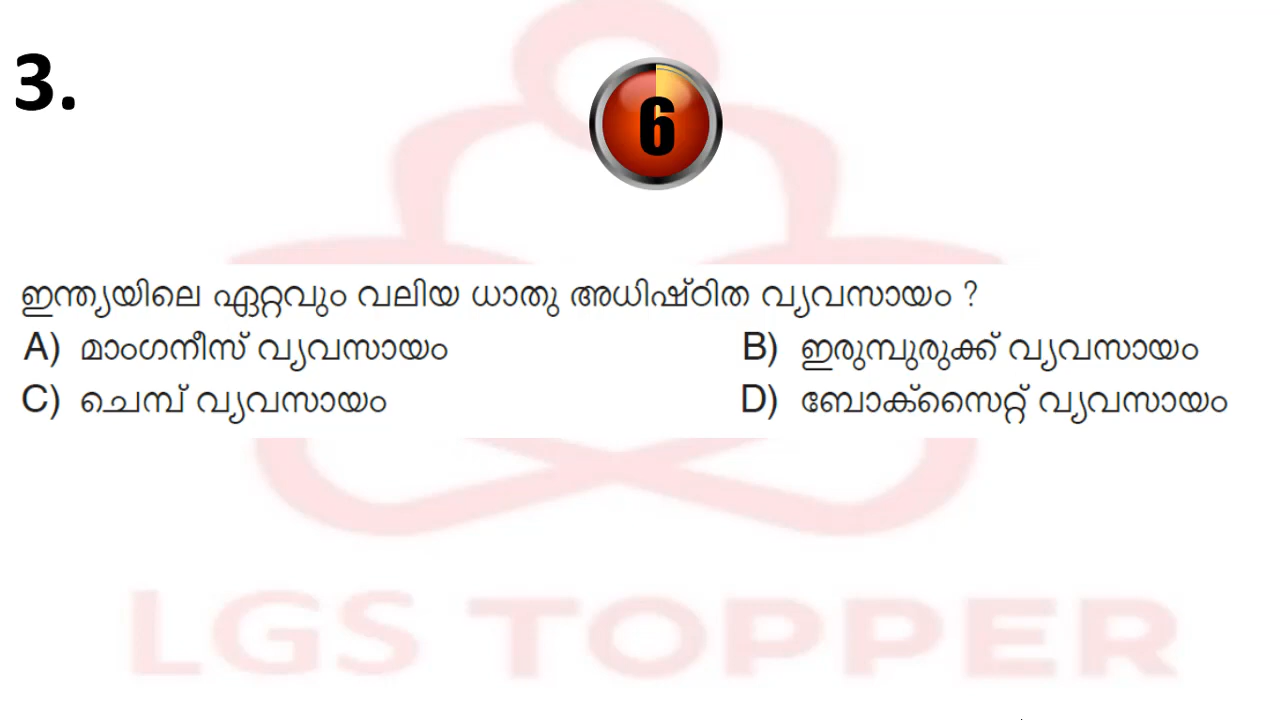 3.
6
ഇന്ത്യയിലെ ഏറ്റവും വലിയ ധാതു അധിഷ്ഠിത വ്യവസായം ?
A) മാംഗനീസ് വ്യവസായം B) ഇരുമ്പുരുക്ക് വ്യവസായം
C) ചെമ്പ് വ്യവസായം D) ബോക്സൈറ്റ് വ്യവസായം
LGS TOPPER